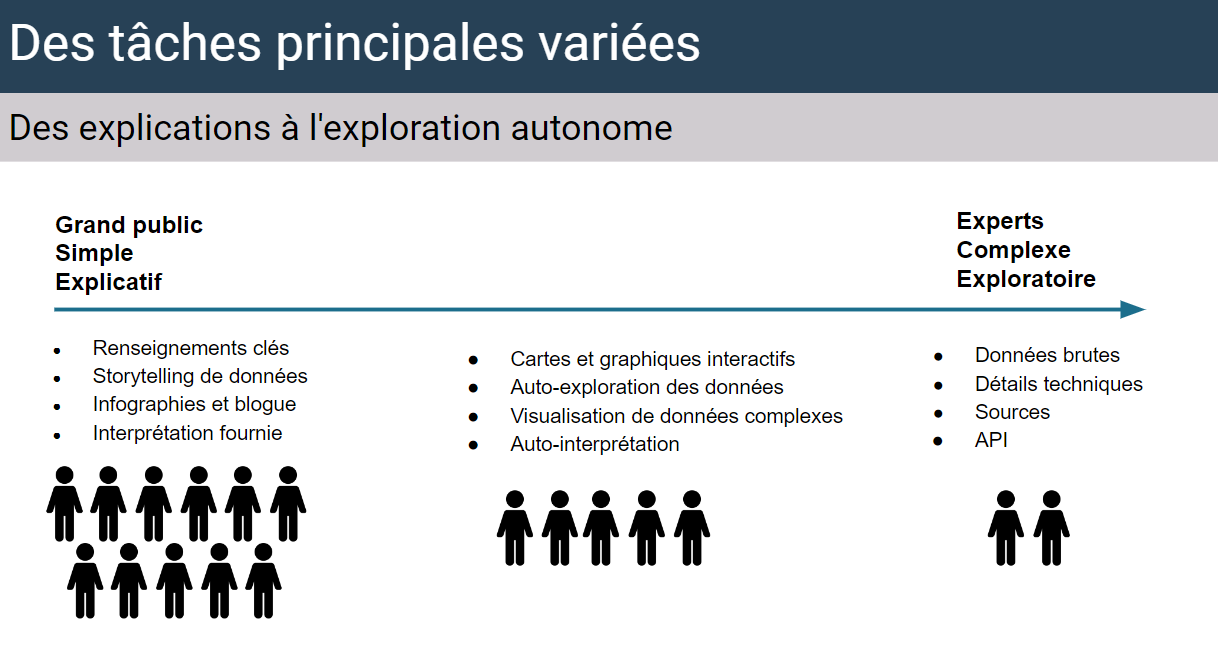 Des tâches principales variées
Des explications à l'exploration autonome
Grand public
Simple
Explicatif
Experts
Complexe
Exploratoire
• Renseignements clés
• Storytelling de données
• Infographies et blogue
• Interprétation fournie
● Cartes et graphiques interactifs
● Auto-exploration des données
● Visualisation de données complexes
● Auto-interprétation
● Données brutes
● Détails techniques
● Sources
● API